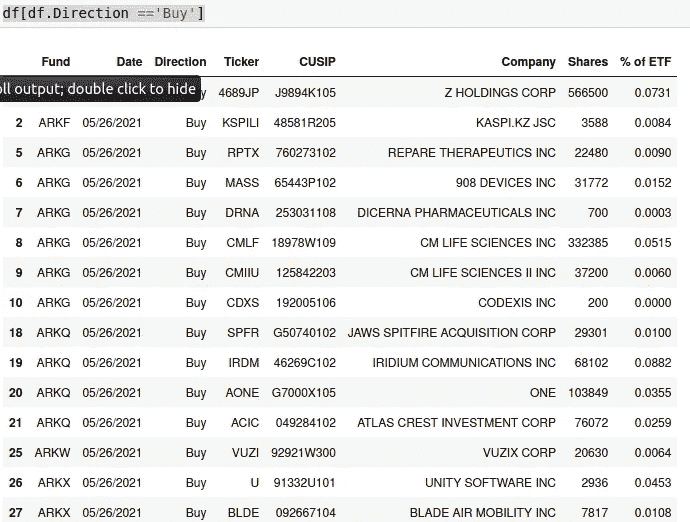 df[df.Direction =='Buy']
Fund Date Direction Ticker CUSIP Company Shares % of ETF
oll output; double click to hide y 4689JP J9894K105 Z HOLDINGS CORP 566500 0.0731
2 ARKF 05/26/2021 Buy KSPILI 48581R205 KASPI.KZ JSC 3588 0.0084
5 ARKG 05/26/2021 Buy RPTX 760273102 REPARE THERAPEUTICS INC 22480 0.0090
6 ARKG 05/26/2021 Buy MASS 65443P102 908 DEVICES INC 31772 0.0152
7 ARKG 05/26/2021 Buy DRNA 253031108 DICERNA PHARMACEUTICALS INC 700 0.0003
8 ARKG 05/26/2021 Buy CMLF 18978W109 CM LIFE SCIENCES INC 332385 0.0515
9 ARKG 05/26/2021 Buy CMIIU 125842203 CM LIFE SCIENCES II INC 37200 0.0060
10 ARKG 05/26/2021 Buy CDXS 192005106 CODEXIS INC 200 0.0000
18 ARKQ 05/26/2021 Buy SPFR G50740102 JAWS SPITFIRE ACQUISITION CORP 29301 0.0100
19 ARKQ 05/26/2021 Buy IRDM 46269C102 IRIDIUM COMMUNICATIONS INC 68102 0.0882
20 ARKQ 05/26/2021 Buy AONE G7000X105 ONE 103849 0.0355
21 ARKQ 05/26/2021 Buy ACIC 049284102 ATLAS CREST INVESTMENT CORP 76072 0.0259
25 ARKW 05/26/2021 Buy VUZI 92921W300 VUZIX CORP 20630 0.0064
26 ARKX 05/26/2021 Buy U 91332U101 UNITY SOFTWARE INC 2936 0.0453
27 ARKX 05/26/2021 Buy BLDE 092667104 BLADE AIR MOBILITY INC 7817 0.0108